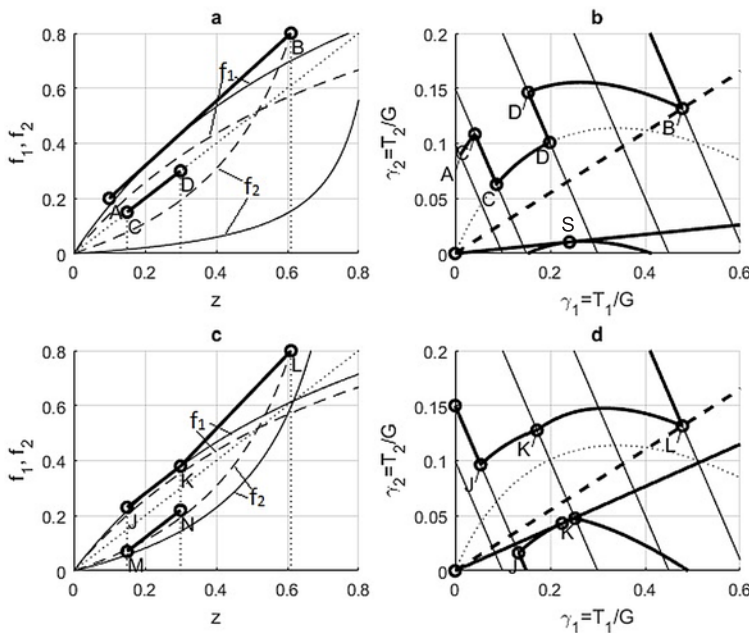 a
b
0.8
0.6
0.4
0.2
0
f₁, f₂
f₁
f₂
A
B
C
D
0
0.2
0.4
0.6
0.8
z
0.2
0.15
0.1
0.05
0
γ₂=T₂/G
A
C
C
D
D
B
S
0
0.2
0.4
0.6
γ₁=T₁/G
c
d
0.8
0.6
0.4
0.2
0
f₁, f₂
f₁
f₂
J
K
L
M
N
0
0.2
0.4
0.6
0.8
z
0.2
0.15
0.1
0.05
0
γ₂=T₂/G
J
K
L
J
K
0
0.2
0.4
0.6
γ₁=T₁/G